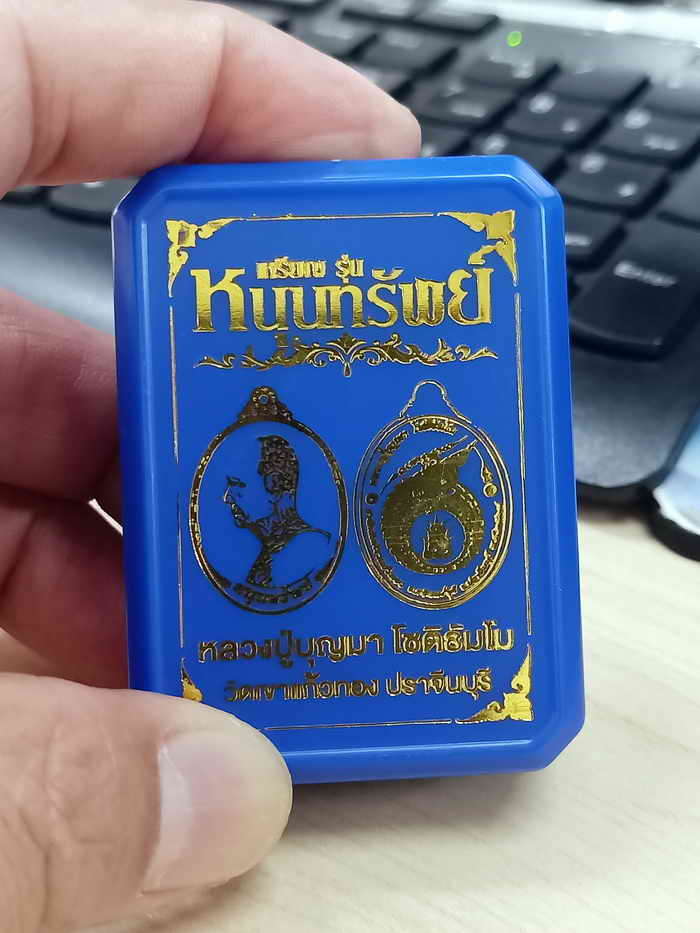 เหรียญ รุ่น
หนุนทรัพย์
หลวงปู่บุญมา โชติธัมโม
วัดเขาแก้วทอง ปราจีนบุรี
Enter